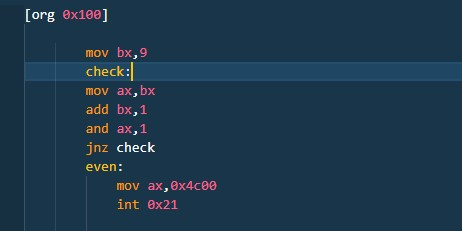 [org 0x100]
mov bx,9
check:
mov ax,bx
add bx,1
and ax,1
jnz check
even:
mov ax,0x4c00
int 0x21